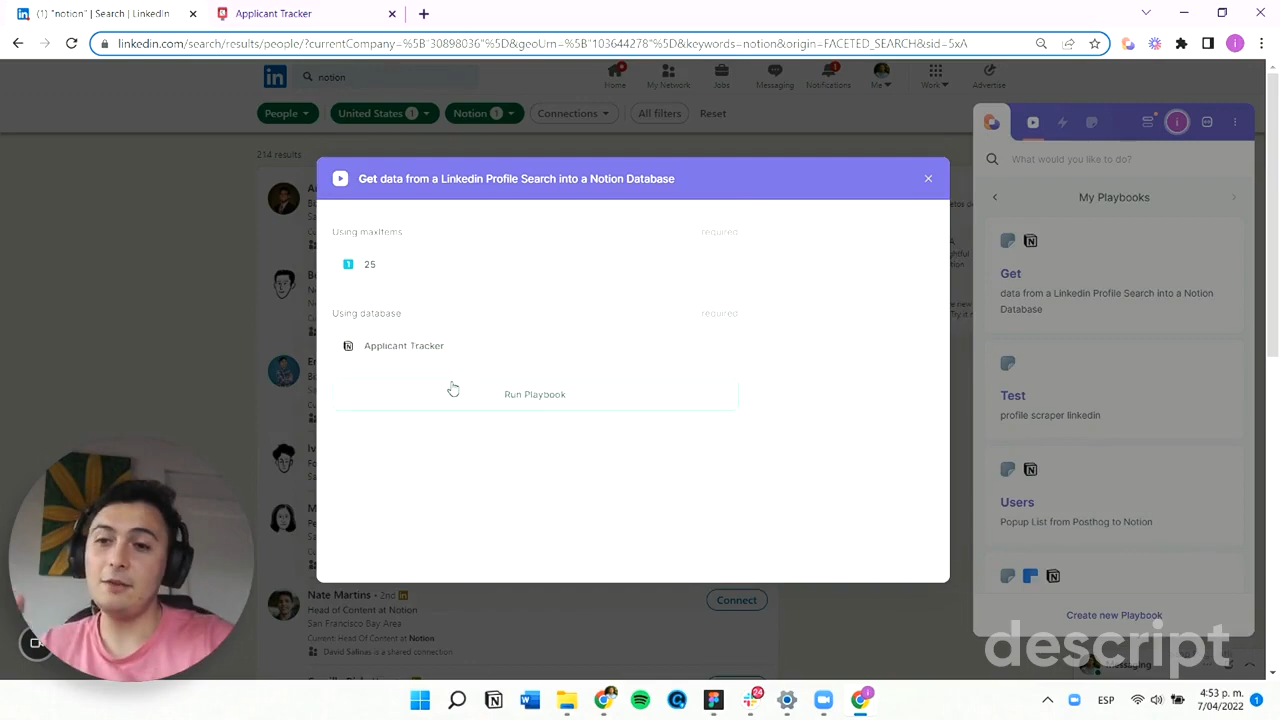 (1) "notion" | Search | LinkedIn
Applicant Tracker
linkedin.com/search/results/people/?currentCompany=%5B"30898036"%5D&geoUrn=%5B"103644278"%5D&keywords=notion&origin=FACETED_SEARCH&sid=5xA
notion
Home
My Network
Jobs
Messaging
Notifications
Me
Work
Advertise
People
United States 1
Notion 1
Connections
All filters
Reset
214 results
Get data from a Linkedin Profile Search into a Notion Database
Using maxItems
required
1 25
Using database
required
Applicant Tracker
Run Playbook
Nate Martins • 2nd
Head of Content at Notion
San Francisco Bay Area
Current: Head Of Content at Notion
David Salinas is a shared connection
Connect
What would you like to do?
My Playbooks
Get
data from a Linkedin Profile Search into a Notion
Database
Test
profile scraper linkedin
Users
Popup List from Posthog to Notion
Create new Playbook
descript
Messaging
24
ESP
4:53 p. m.
7/04/2022
1